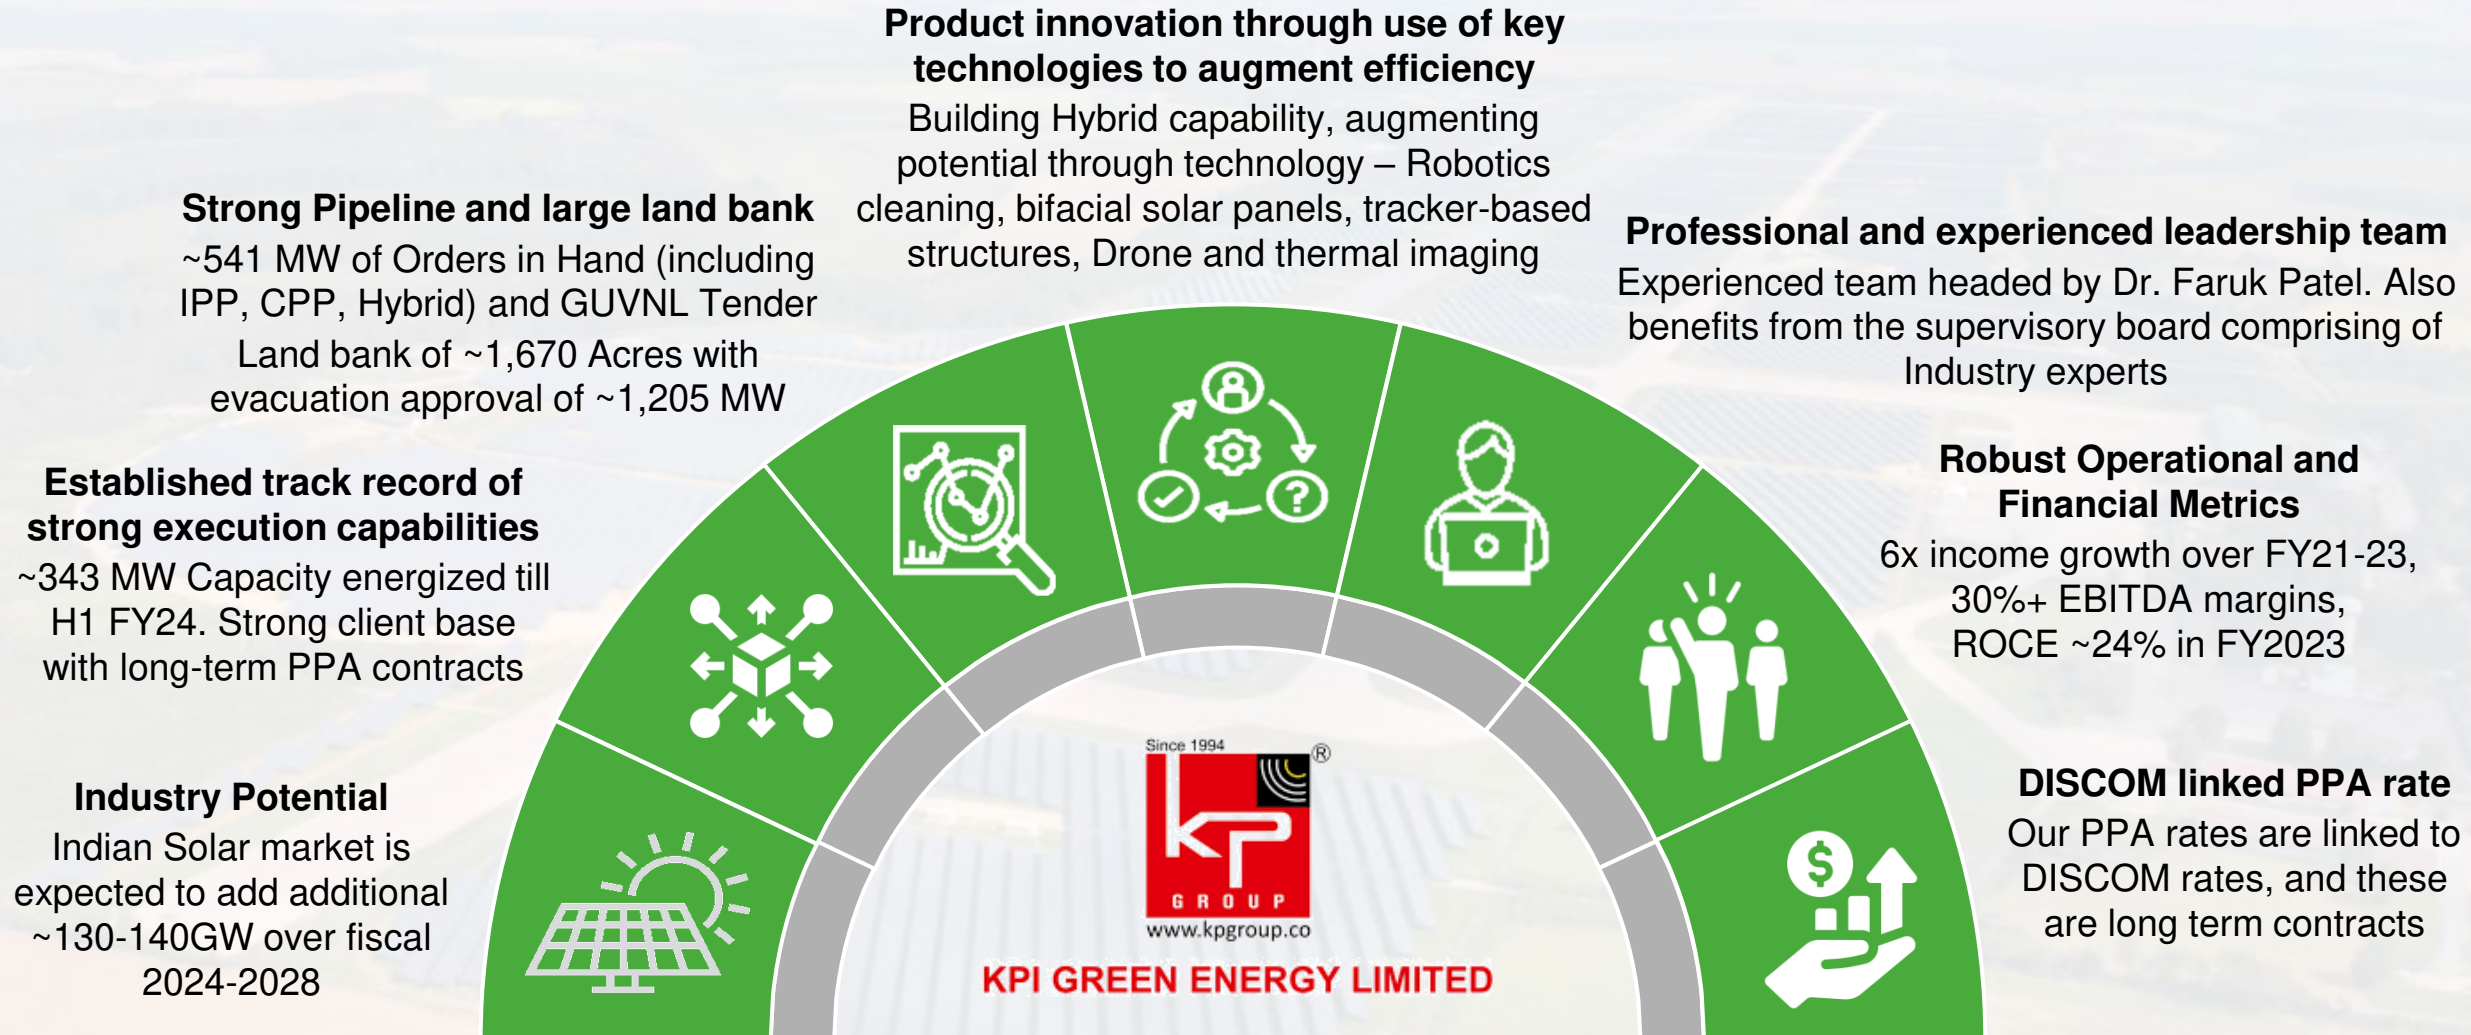 Product innovation through use of key
technologies to augment efficiency
Building Hybrid capability, augmenting
potential through technology – Robotics
cleaning, bifacial solar panels, tracker-based
structures, Drone and thermal imaging
Strong Pipeline and large land bank
~541 MW of Orders in Hand (including
IPP, CPP, Hybrid) and GUVNL Tender
Land bank of ~1,670 Acres with
evacuation approval of ~1,205 MW
Professional and experienced leadership team
Experienced team headed by Dr. Faruk Patel. Also
benefits from the supervisory board comprising of
Industry experts
Established track record of
strong execution capabilities
~343 MW Capacity energized till
H1 FY24. Strong client base
with long-term PPA contracts
Robust Operational and
Financial Metrics
6x income growth over FY21-23,
30%+ EBITDA margins,
ROCE ~24% in FY2023
Industry Potential
Indian Solar market is
expected to add additional
~130-140GW over fiscal
2024-2028
DISCOM linked PPA rate
Our PPA rates are linked to
DISCOM rates, and these
are long term contracts
Since 1994
®
KP
GROUP
www.kpgroup.co
KPI GREEN ENERGY LIMITED